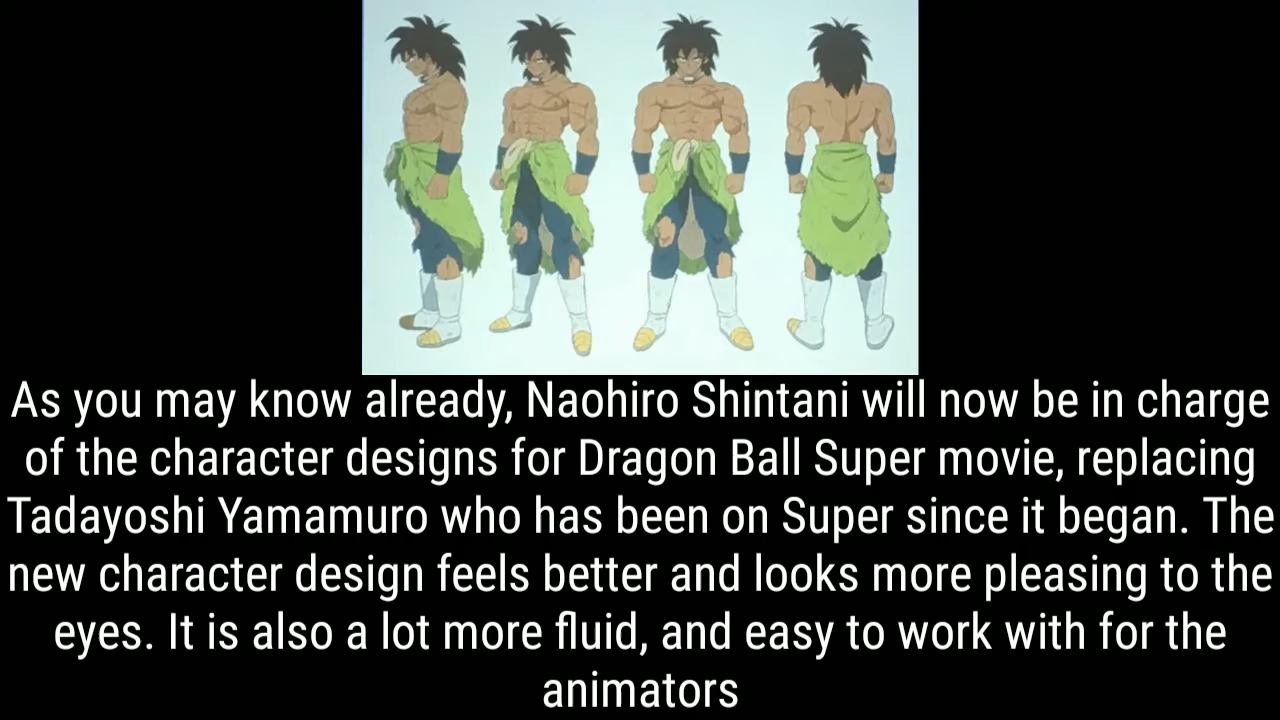 As you may know already, Naohiro Shintani will now be in charge
of the character designs for Dragon Ball Super movie, replacing
Tadayoshi Yamamuro who has been on Super since it began. The
new character design feels better and looks more pleasing to the
eyes. It is also a lot more fluid, and easy to work with for the
animators